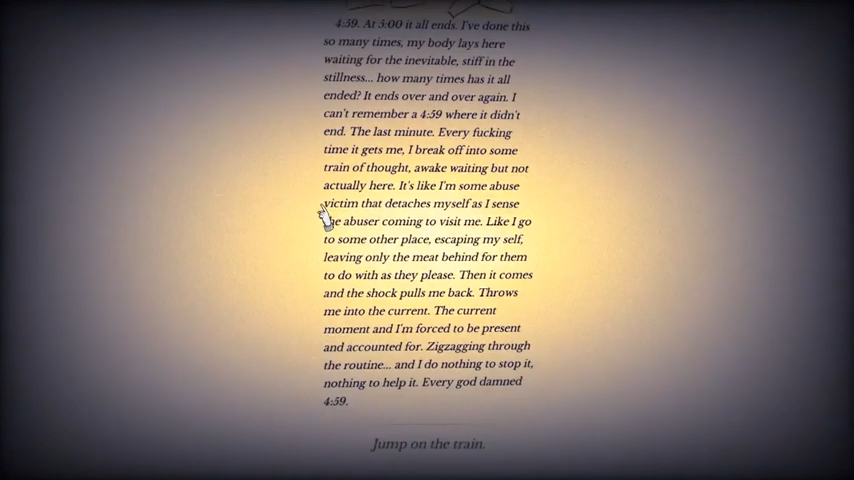 4:59. At 5:00 it all ends. I've done this
so many times, my body lays here
waiting for the inevitable, stiff in the
stillness... how many times has it all
ended? It ends over and over again. I
can't remember a 4:59 where it didn't
end. The last minute. Every fucking
time it gets me, I break off into some
train of thought, awake waiting but not
actually here. It's like I'm some abuse
victim that detaches myself as I sense
abuser coming to visit me. Like I go
to some other place, escaping my self,
leaving only the meat behind for them
to do with as they please. Then it comes
and the shock pulls me back. Throws
me into the current. The current
moment and I'm forced to be present
and accounted for. Zigzagging through
the routine... and I do nothing to stop it,
nothing to help it. Every god damned
4:59.
Jump on the train.